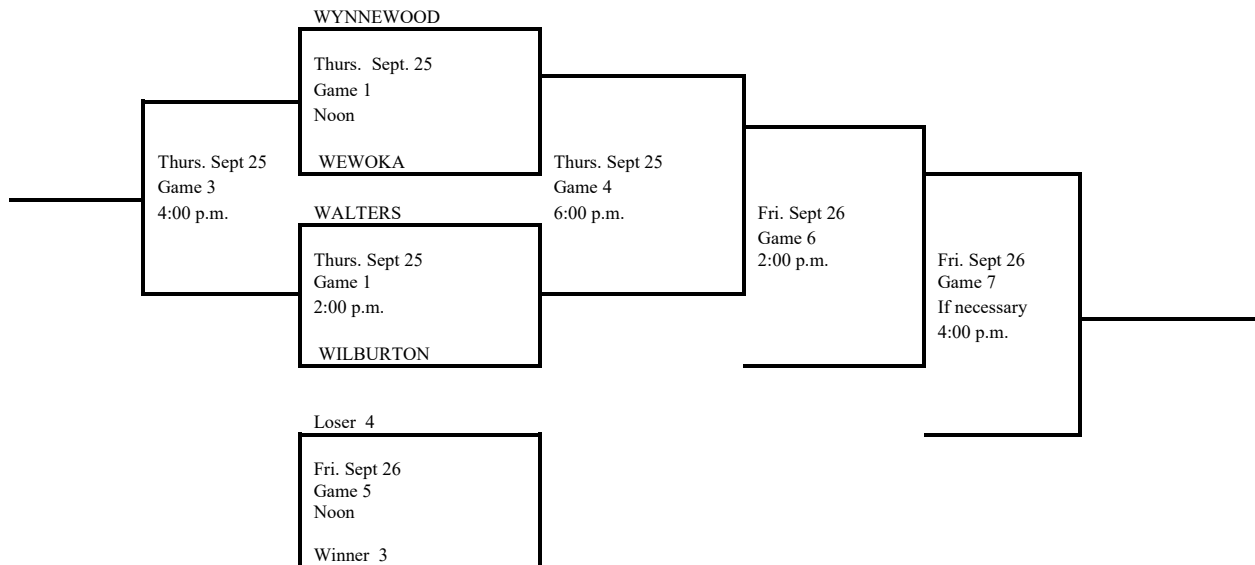 WYNNEWOOD
Thurs. Sept. 25
Game 1
Noon
WEWOKA
Thurs. Sept 25
Game 3
4:00 p.m.
WALTERS
Thurs. Sept 25
Game 1
2:00 p.m.
WILBURTON
Thurs. Sept 25
Game 4
6:00 p.m.
Fri. Sept 26
Game 6
2:00 p.m.
Fri. Sept 26
Game 7
If necessary
4:00 p.m.
Loser 4
Fri. Sept 26
Game 5
Noon
Winner 3